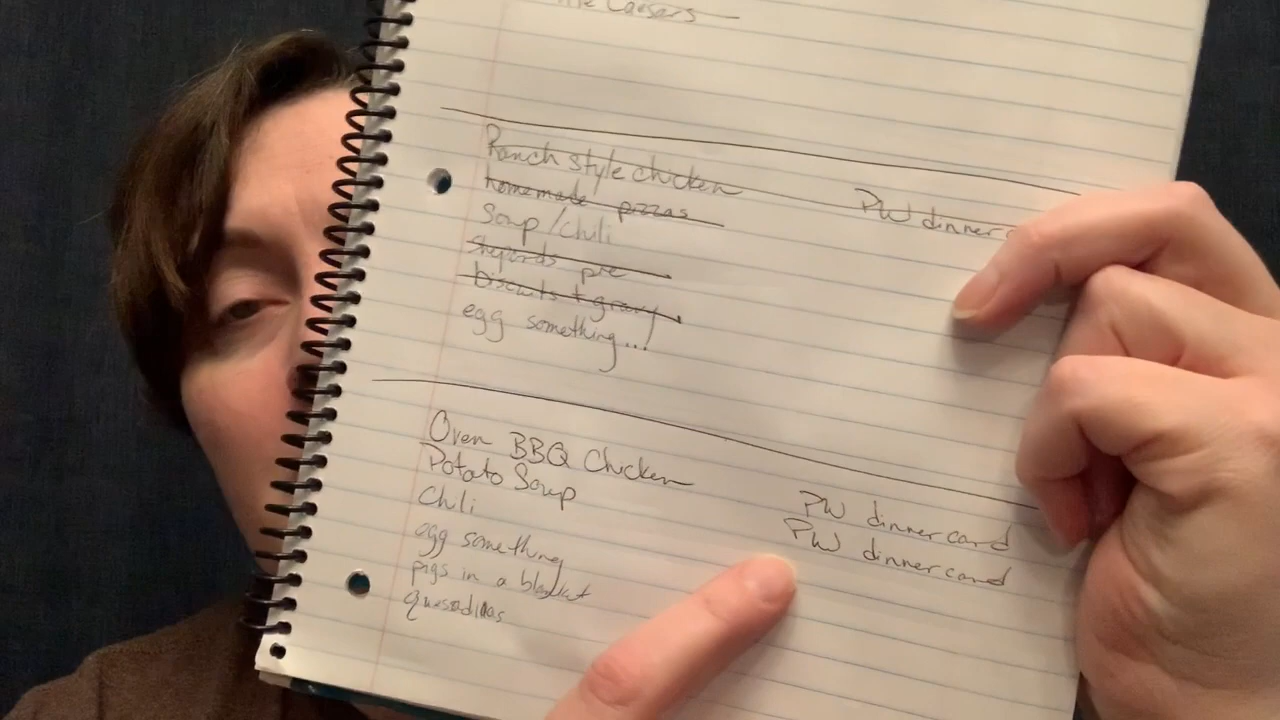 Caesars
Ranch style chicken PW dinner
homemade pizzas
Soup/chili
Shepards pie
biscuits + gravy
egg something...
Oven BBQ Chicken PW dinner card
Potato Soup PW dinner card
Chili
egg something
pigs in a blanket
quesadillas